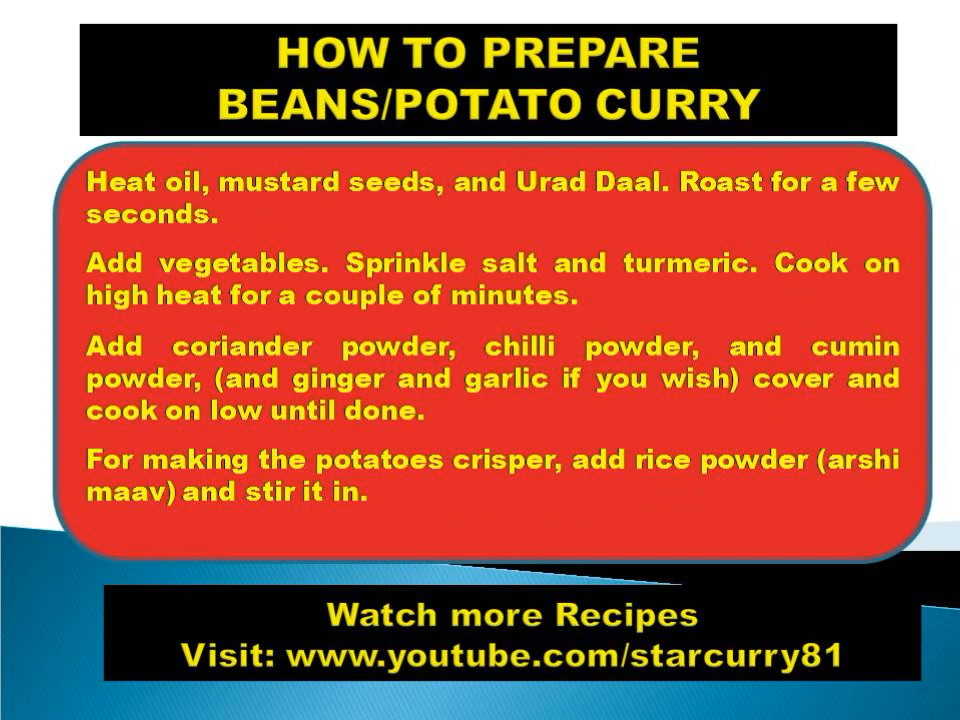 HOW TO PREPARE
BEANS/POTATO CURRY
Heat oil, mustard seeds, and Urad Daal. Roast for a few
seconds.
Add vegetables. Sprinkle salt and turmeric. Cook on
high heat for a couple of minutes.
Add coriander powder, chilli powder, and cumin
powder, (and ginger and garlic if you wish) cover and
cook on low until done.
For making the potatoes crisper, add rice powder (arshi
maav) and stir it in.
Watch more Recipes
Visit: www.youtube.com/starcurry81